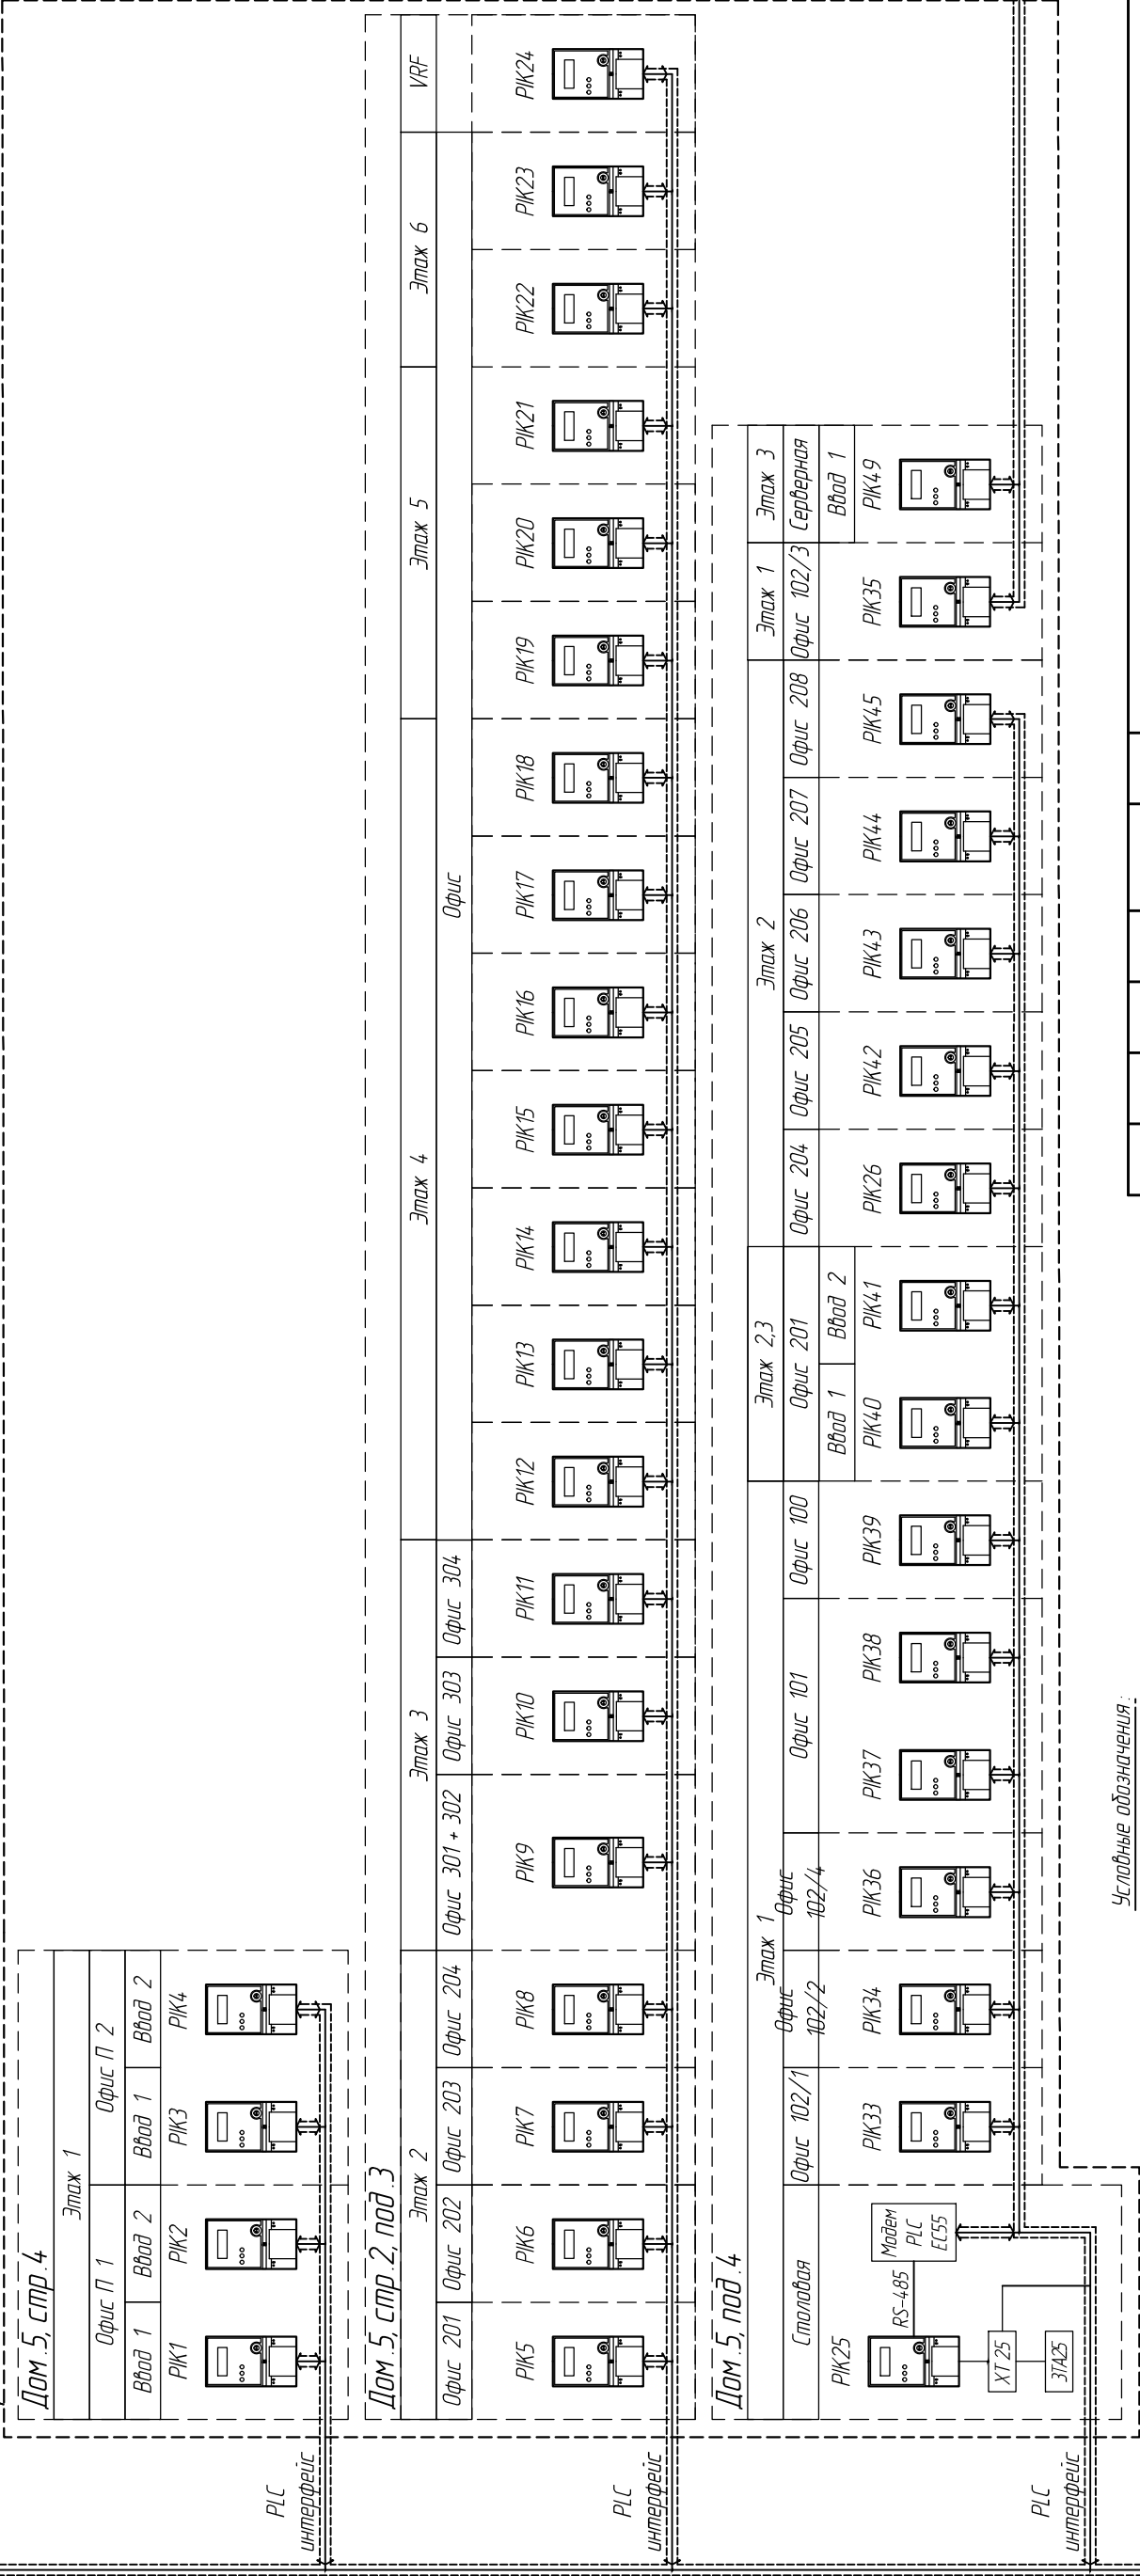 Дом.5, стр.4
Этаж 1
Офис П 1
Офис П 2
Ввод 1
Ввод 2
Ввод 1
Ввод 2
PIK1
PIK2
PIK3
PIK4
PLC
интерфейс
Дом.5, стр.2, под.3
Этаж 2
Этаж 3
Этаж 4
Этаж 5
Этаж 6
VRF
Офис 201
Офис 202
Офис 203
Офис 204
Офис 301 + 302
Офис 303
Офис 304
Офис
PIK5
PIK6
PIK7
PIK8
PIK9
PIK10
PIK11
PIK12
PIK13
PIK14
PIK15
PIK16
PIK17
PIK18
PIK19
PIK20
PIK21
PIK22
PIK23
PIK24
PLC
интерфейс
Дом.5, под.4
Этаж 1
Этаж 2,3
Этаж 2
Этаж 1
Этаж 3
Столовая
Офис 102/1
Офис
102/2
Офис
102/4
Офис 101
Офис 100
Офис 201
Офис 204
Офис 205
Офис 206
Офис 207
Офис 208
Офис 102/3
Серверная
Ввод 1
Ввод 2
Ввод 1
PIK25
PIK33
PIK34
PIK36
PIK37
PIK38
PIK39
PIK40
PIK41
PIK26
PIK42
PIK43
PIK44
PIK45
PIK35
PIK49
RS-485
Модем
PLC
EC55
XT 25
3TA25
PLC
интерфейс
Условные обозначения: